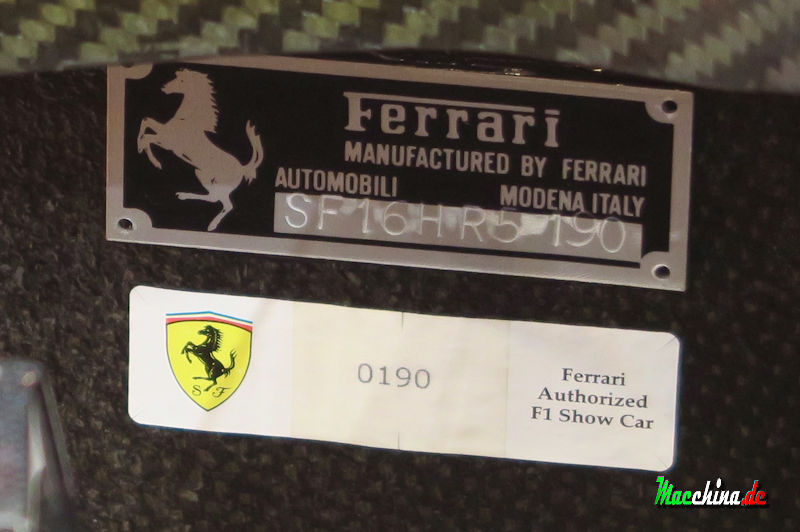 Ferrari
MANUFACTURED BY FERRARI
AUTOMOBILI MODENA ITALY
SF16HR5 190
S F
0190
Ferrari
Authorized
F1 Show Car
Macchina.de